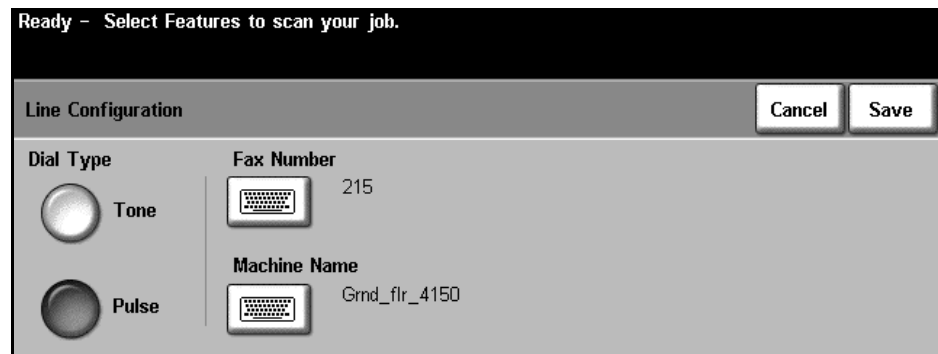 Ready - Select Features to scan your job.
Line Configuration
Cancel
Save
Dial Type
Fax Number
215
Tone
Machine Name
Grnd_flr_4150
Pulse